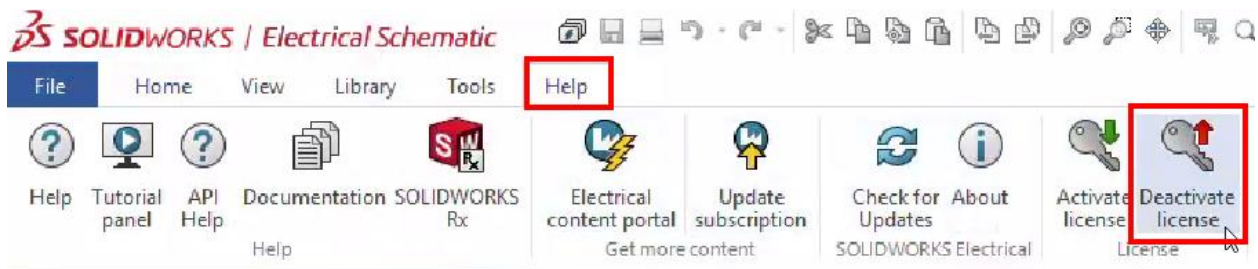 SOLIDWORKS | Electrical Schematic
File Home View Library Tools Help
Help Tutorial panel API Help Documentation SOLIDWORKS Rx Electrical content portal Update subscription Check for Updates About Activate license Deactivate license
Help Get more content SOLIDWORKS Electrical License